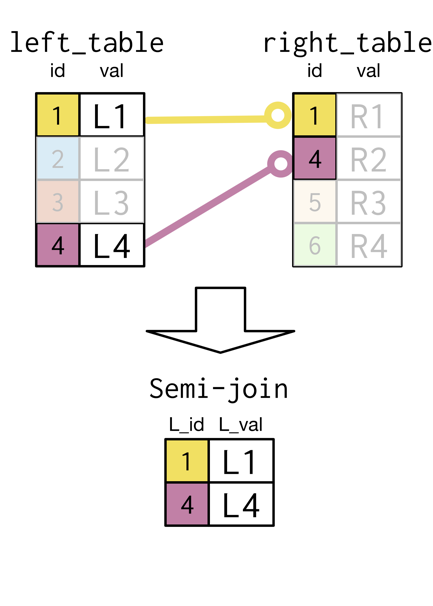 left_table right_table
id val id val
1 L1 1 R1
2 L2 4 R2
3 L3 5 R3
4 L4 6 R4
Semi-join
L_id L_val
1 L1
4 L4